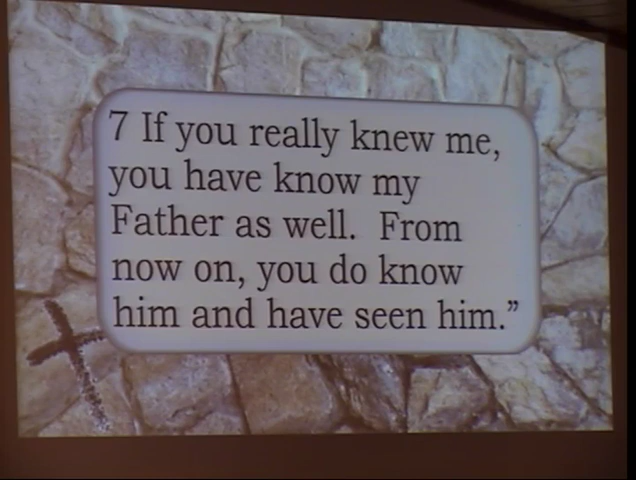 7 If you really knew me,
you have know my
Father as well. From
now on, you do know
him and have seen him.”